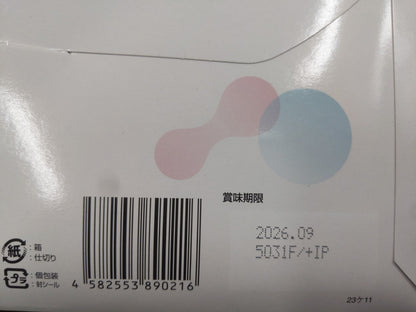 賞味期限
2026.09
5031F/+IP
紙
:箱
:仕切り
プラ
:個包装
:封シール
4 582553 890216
23ケ11